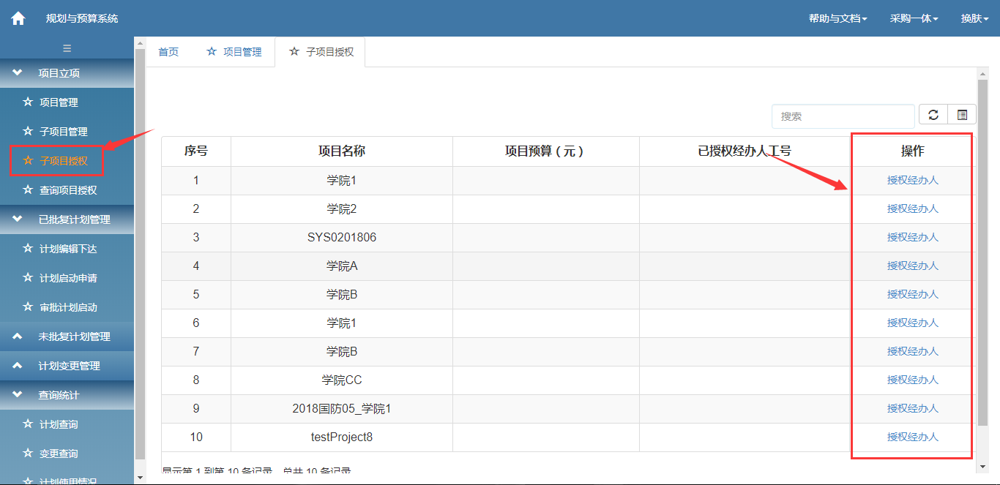 规划与预算系统
帮助与文档
采购一体
换肤
项目立项
项目管理
子项目管理
子项目授权
查询项目授权
已批复计划管理
计划编辑下达
计划启动申请
审批计划启动
未批复计划管理
计划变更管理
查询统计
计划查询
变更查询
计划使用情况
首页
项目管理
子项目授权
搜索
序号 项目名称 项目预算（元） 已授权经办人工号 操作
1 学院1 授权经办人
2 学院2 授权经办人
3 SYS0201806 授权经办人
4 学院A 授权经办人
5 学院B 授权经办人
6 学院1 授权经办人
7 学院B 授权经办人
8 学院CC 授权经办人
9 2018国防05_学院1 授权经办人
10 testProject8 授权经办人
显示第 1 到第 10 条记录，总共 10 条记录